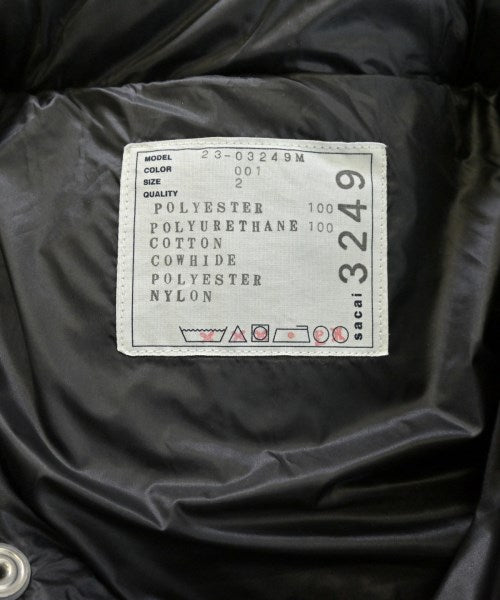 MODEL 23-03249M
COLOR 001
SIZE 2
QUALITY
POLYESTER 100
POLYURETHANE 100
COTTON
COWHIDE
POLYESTER
NYLON
sacai 3249